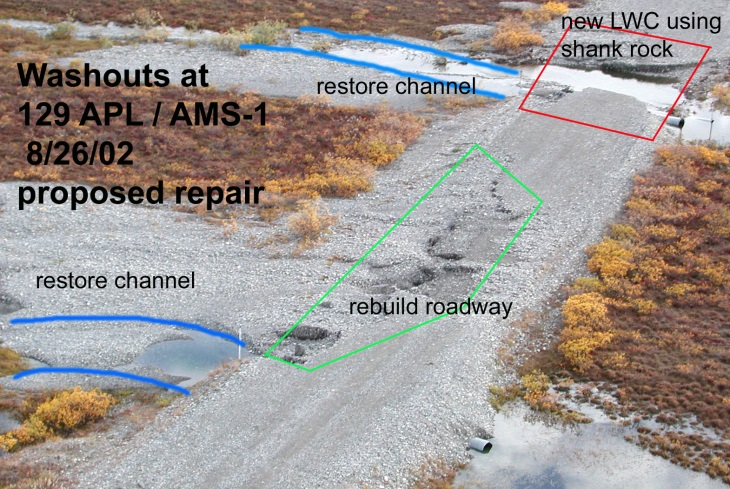 new LWC using
shank rock
restore channel
Washouts at
129 APL / AMS-1
8/26/02
proposed repair
restore channel
rebuild roadway